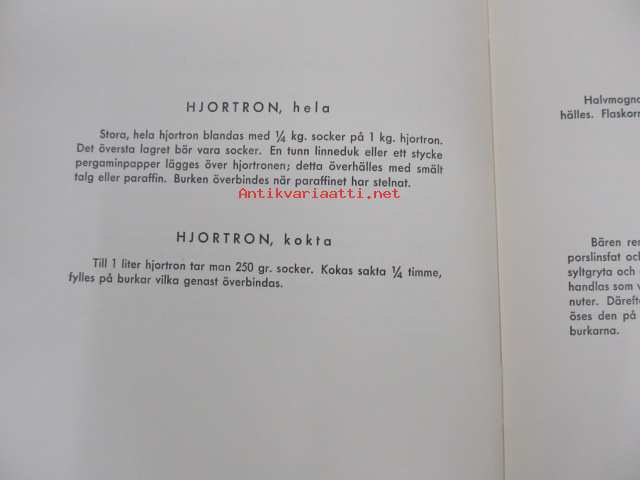 HJORTRON, hela
Stora, hela hjortron blandas med ¼ kg. socker på 1 kg. hjortron.
Det översta lagret bör vara socker. En tunn linneduk eller ett stycke
pergaminpapper lägges över hjortronen; detta överhälles med smält
talg eller paraffin. Burken överbindes när paraffinet har stelnat.
Antikvariaatti.net
HJORTRON, kokta
Till 1 liter hjortron tar man 250 gr. socker. Kokas sakta ¼ timme,
fylles på burkar vilka genast överbindas.
Halvmogna
hälles.
Bären
porslinsfat
syltgryta och
handlas som
nuter.
öses den på
burkarna.